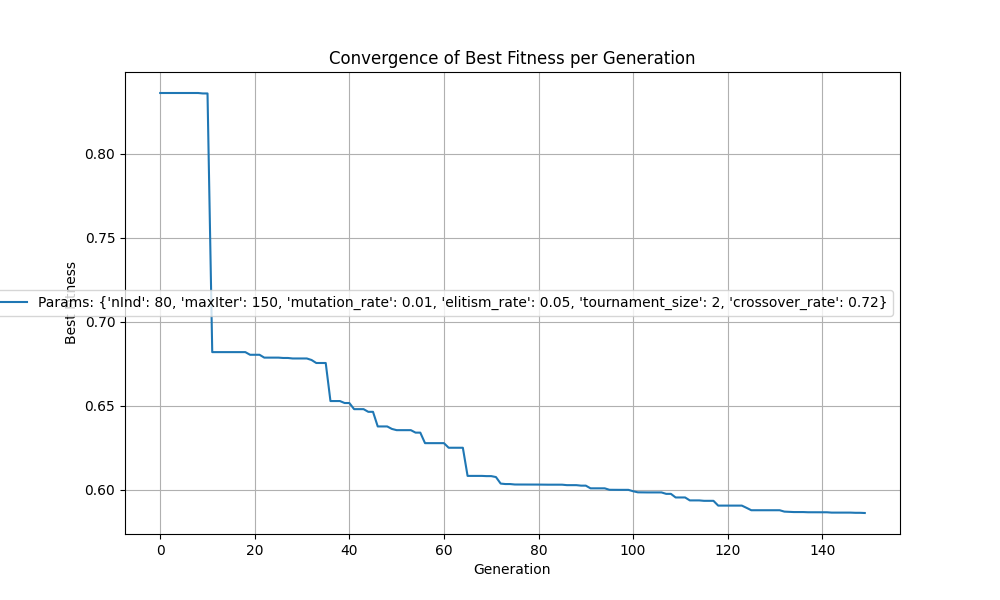 Convergence of Best Fitness per Generation
0.80
0.75
Params: {'nInd': 80, 'maxIter': 150, 'mutation_rate': 0.01, 'elitism_rate': 0.05, 'tournament_size': 2, 'crossover_rate': 0.72}
0.70
0.65
0.60
0 20 40 60 80 100 120 140
Generation
Best